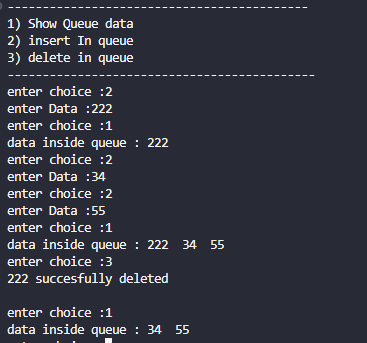 -------------------------------------------
1) Show Queue data
2) insert In queue
3) delete in queue
--------------------------------------------
enter choice :2
enter Data :222
enter choice :1
data inside queue : 222
enter choice :2
enter Data :34
enter choice :2
enter Data :55
enter choice :1
data inside queue : 222  34  55
enter choice :3
222 succesfully deleted
enter choice :1
data inside queue : 34  55
enter choice :